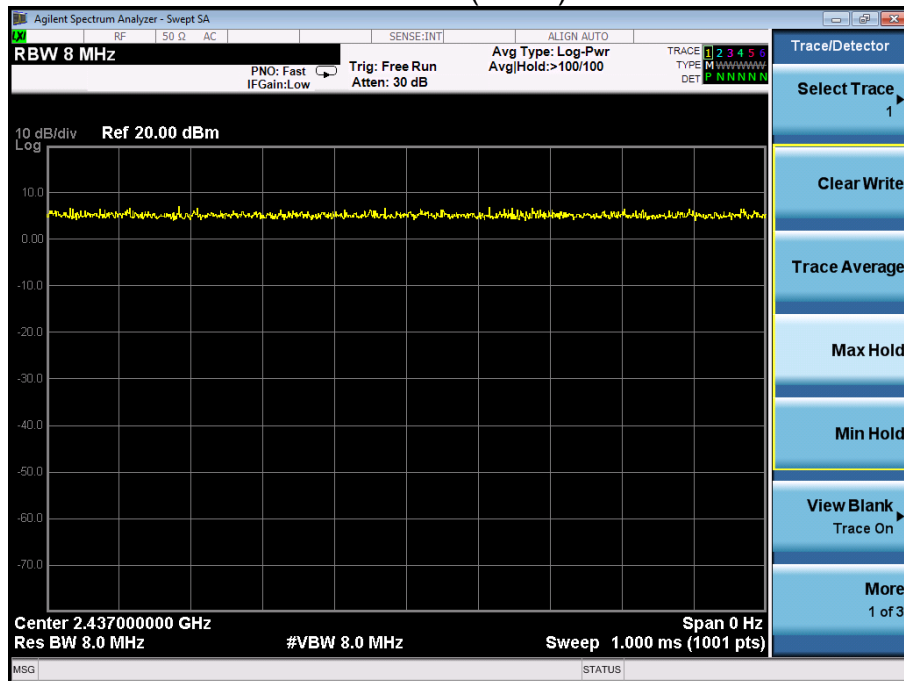 Agilent Spectrum Analyzer - Swept SA
LXI RF 50 Ω AC SENSE:INT ALIGN AUTO
RBW 8 MHz
PNO: Fast
IFGain:Low
Trig: Free Run
Atten: 30 dB
Avg Type: Log-Pwr
Avg|Hold:>100/100
TRACE 1 2 3 4 5 6
TYPE M WWWWW
DET P N N N N N
10 dB/div Ref 20.00 dBm
Log
10.0
0.00
-10.0
-20.0
-30.0
-40.0
-50.0
-60.0
-70.0
Center 2.437000000 GHz Span 0 Hz
Res BW 8.0 MHz #VBW 8.0 MHz Sweep 1.000 ms (1001 pts)
MSG STATUS
Trace/Detector
Select Trace
1
Clear Write
Trace Average
Max Hold
Min Hold
View Blank
Trace On
More
1 of 3